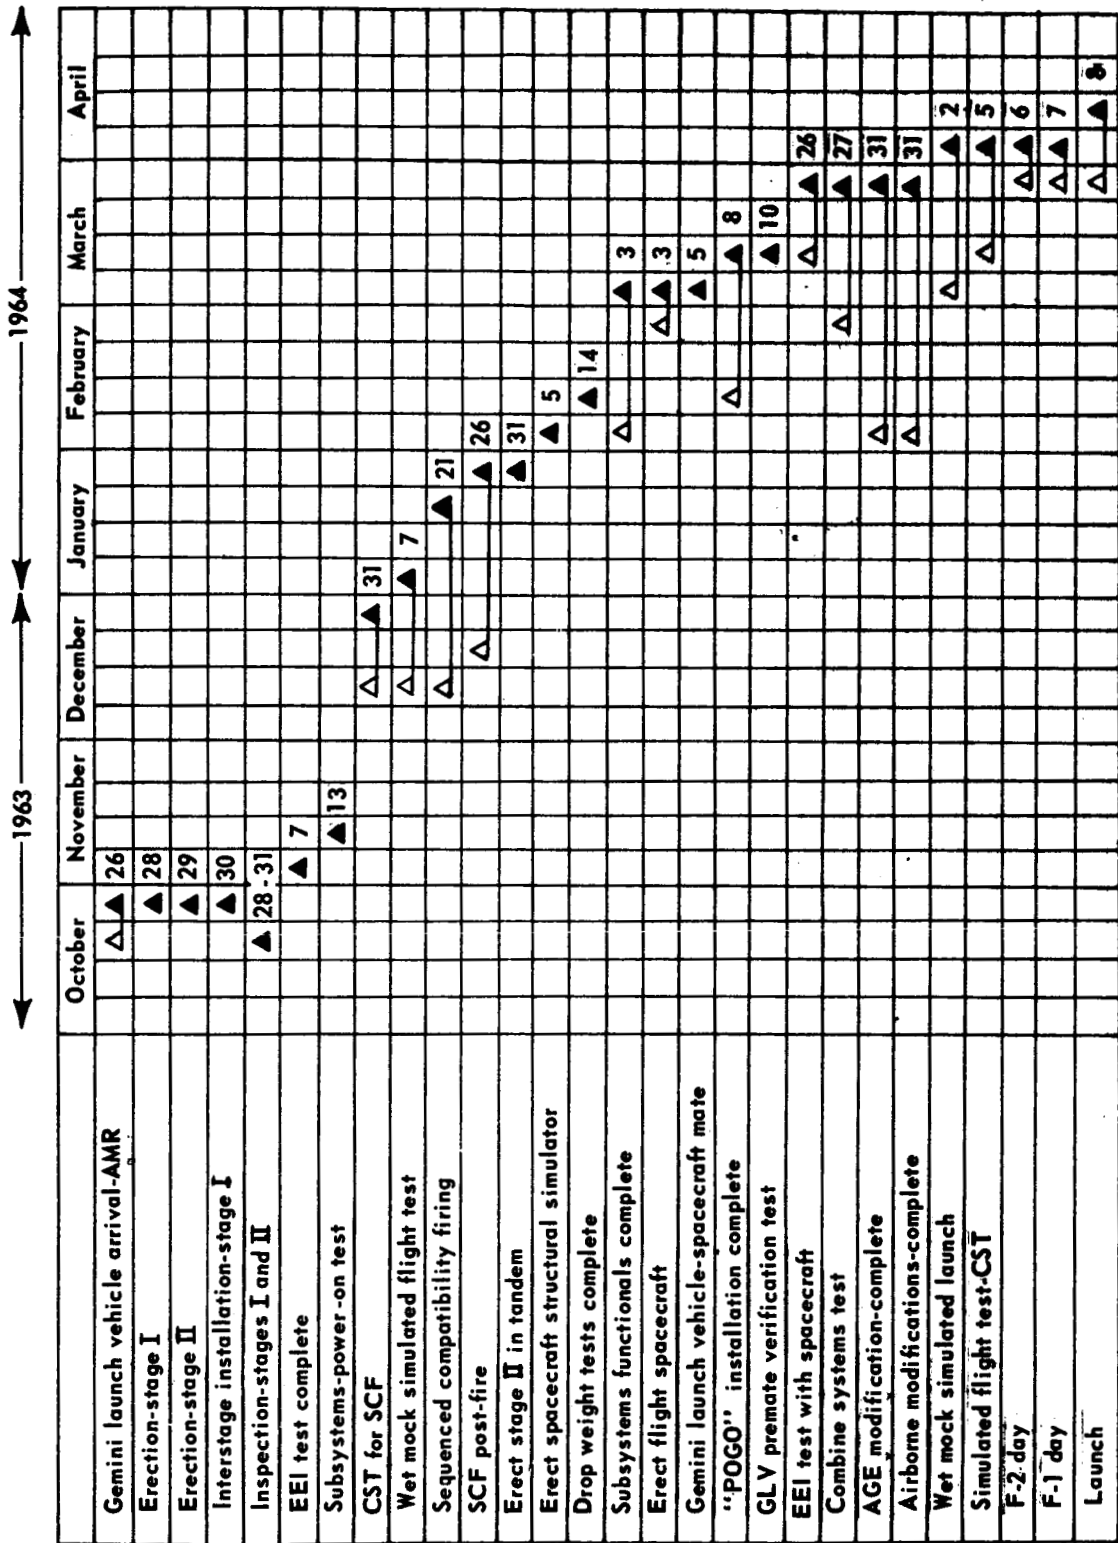 1963
1964
October November December January February March April
Gemini launch vehicle arrival-AMR 26
Erection-stage I 28
Erection-stage II 29
Interstage installation-stage I 30
Inspection-stages I and II 28-31
EEI test complete 7
Subsystems-power-on test 13
CST for SCF 31
Wet mock simulated flight test 7
Sequenced compatibility firing 21
SCF post-fire 26
Erect stage II in tandem 31
Erect spacecraft structural simulator 5
Drop weight tests complete 14
Subsystems functionals complete 3
Erect flight spacecraft 3
Gemini launch vehicle-spacecraft mate 5
"POGO" installation complete 8
GLV premate verification test 10
EEI test with spacecraft 26
Combine systems test 27
AGE modification-complete 31
Airborne modifications-complete 31
Wet mock simulated launch 2
Simulated flight test-CST 5
F-2 day 6
F-1 day 7
Launch 8